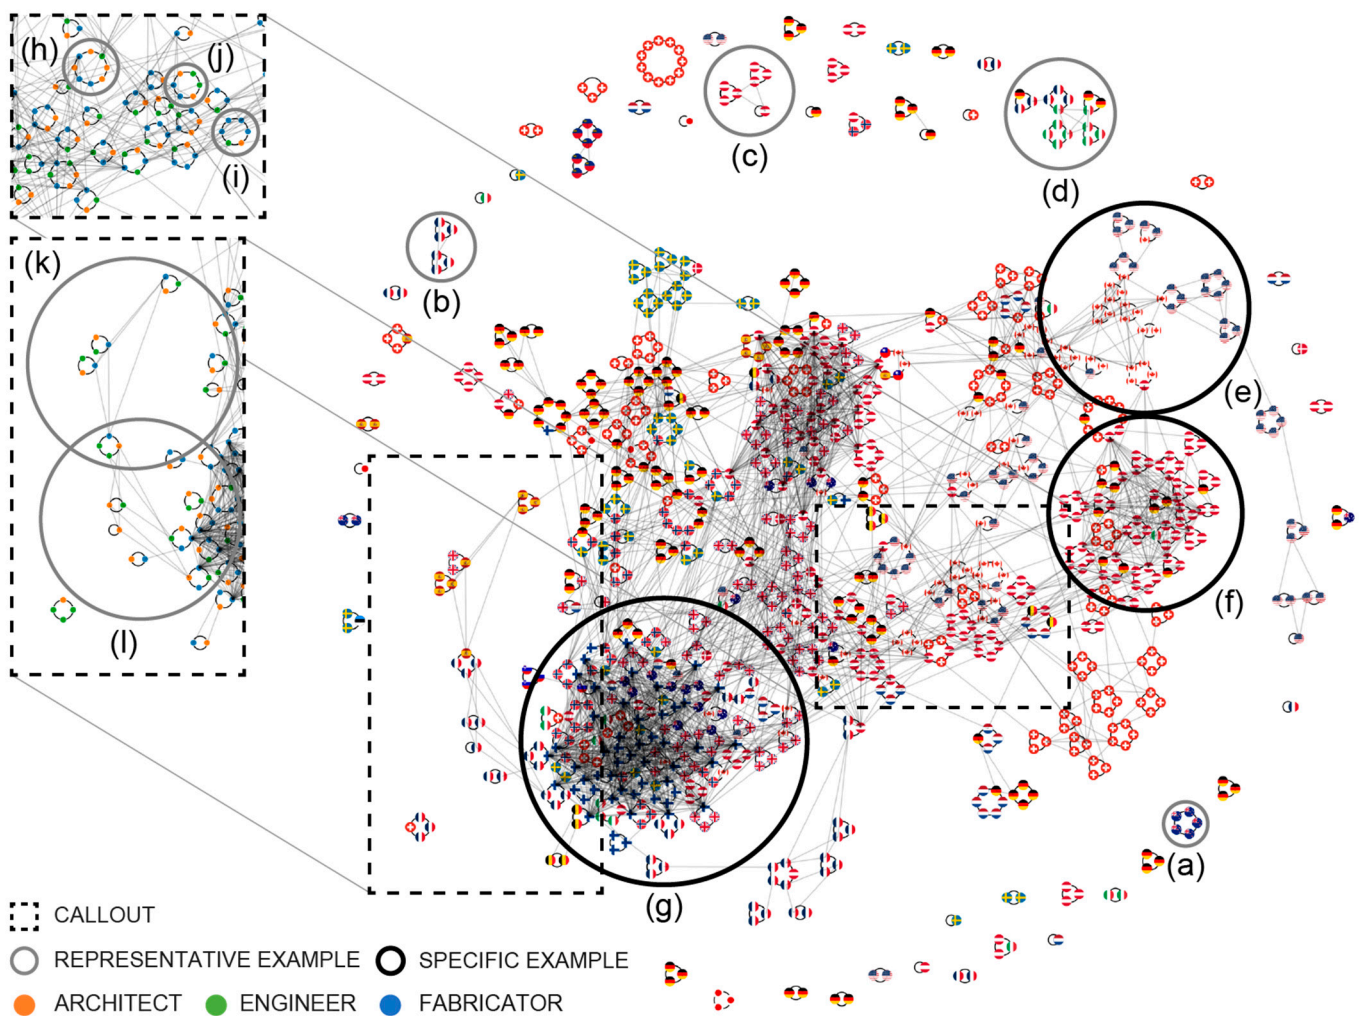 (h)
(j)
(i)
(k)
(l)
(c)
(d)
(b)
(e)
(f)
(g)
(a)
CALLOUT
REPRESENTATIVE EXAMPLE
SPECIFIC EXAMPLE
ARCHITECT
ENGINEER
FABRICATOR